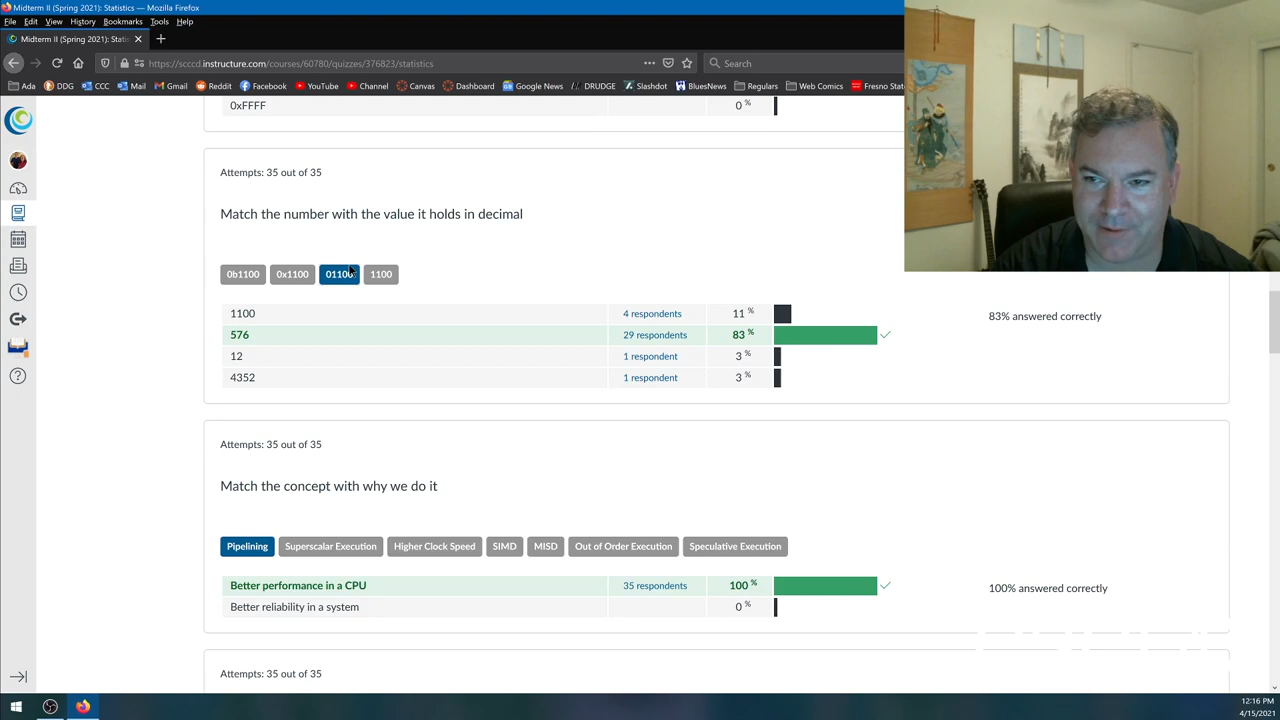 Midterm II (Spring 2021): Statistics — Mozilla Firefox
File Edit View History Bookmarks Tools Help
Midterm II (Spring 2021): Statis
https://scccd.instructure.com/courses/60780/quizzes/376823/statistics
Search
Ada DDG CCC Mail Gmail Reddit Facebook YouTube Channel Canvas Dashboard Google News DRUDGE Slashdot BluesNews Regulars Web Comics Fresno Stat
0xFFFF 0 %
Attempts: 35 out of 35
Match the number with the value it holds in decimal
0b1100 0x1100 01100 1100
1100 4 respondents 11 %
83% answered correctly
576 29 respondents 83 %
12 1 respondent 3 %
4352 1 respondent 3 %
Attempts: 35 out of 35
Match the concept with why we do it
Pipelining Superscalar Execution Higher Clock Speed SIMD MISD Out of Order Execution Speculative Execution
Better performance in a CPU 35 respondents 100 %
100% answered correctly
Better reliability in a system 0 %
Attempts: 35 out of 35
12:16 PM
4/15/2021